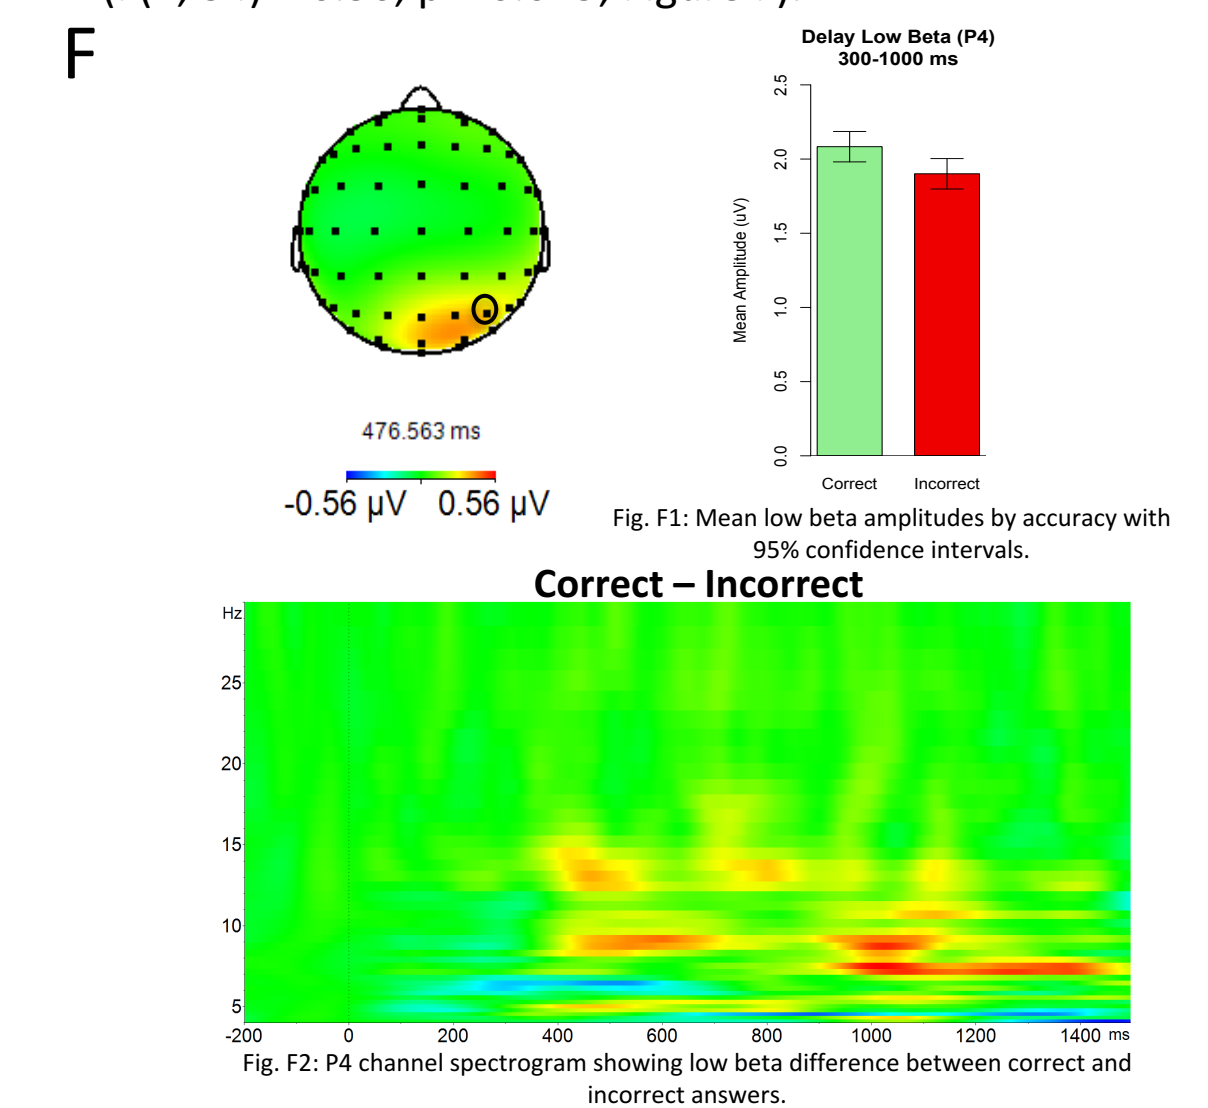 F
Delay Low Beta (P4)
300-1000 ms
2.5
2.0
1.5
1.0
0.5
0.0
Mean Amplitude (uV)
Correct Incorrect
476.563 ms
-0.56 µV 0.56 µV
Fig. F1: Mean low beta amplitudes by accuracy with
95% confidence intervals.
Correct – Incorrect
Hz
25
20
15
10
5
-200 0 200 400 600 800 1000 1200 1400 ms
Fig. F2: P4 channel spectrogram showing low beta difference between correct and
incorrect answers.